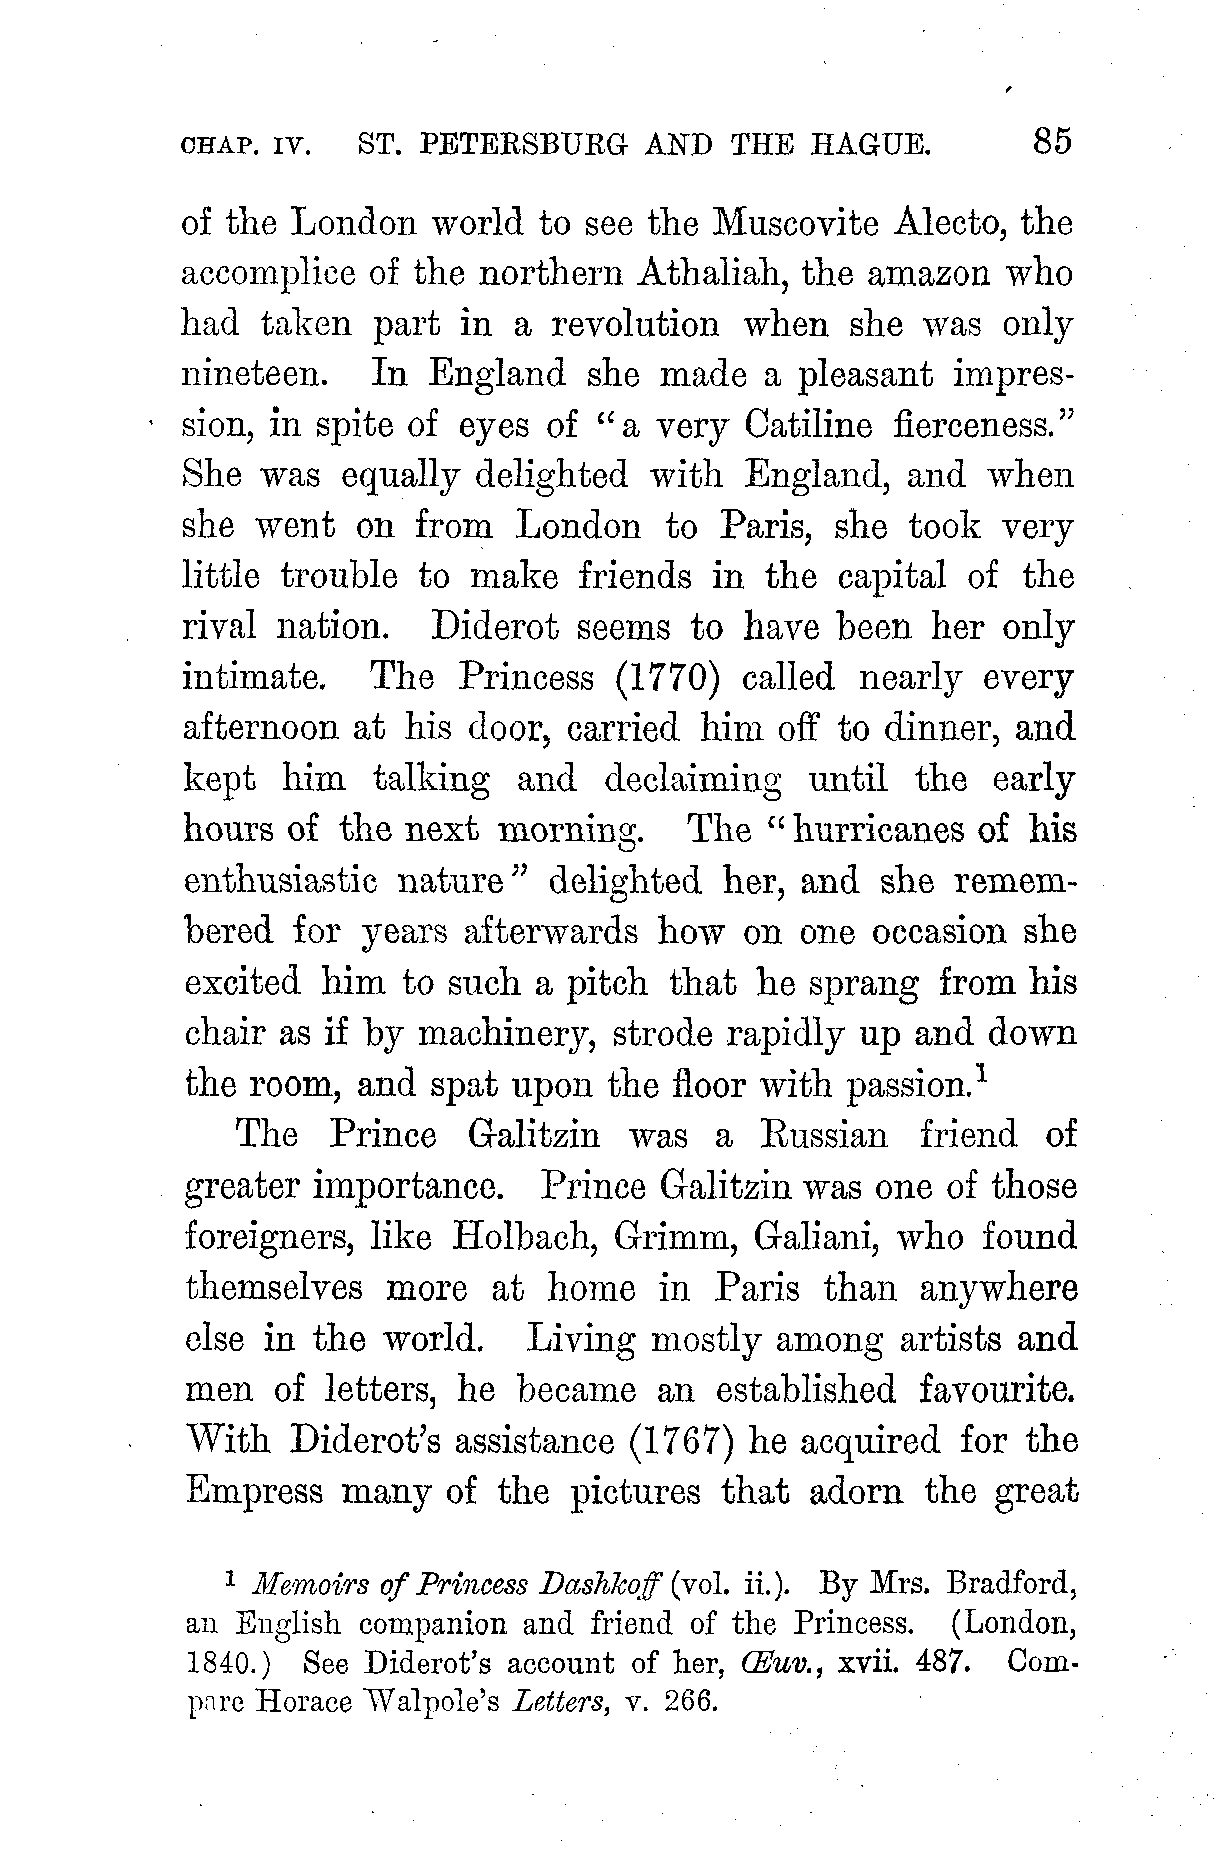 CHAP. IV. ST. PETERSBURG AND THE HAGUE. 85
of the London world to see the Muscovite Alecto, the
accomplice of the northern Athaliah, the amazon who
had taken part in a revolution when she was only
nineteen. In England she made a pleasant impres-
sion, in spite of eyes of “a very Catiline fierceness.”
She was equally delighted with England, and when
she went on from London to Paris, she took very
little trouble to make friends in the capital of the
rival nation. Diderot seems to have been her only
intimate. The Princess (1770) called nearly every
afternoon at his door, carried him off to dinner, and
kept him talking and declaiming until the early
hours of the next morning. The “hurricanes of his
enthusiastic nature” delighted her, and she remem-
bered for years afterwards how on one occasion she
excited him to such a pitch that he sprang from his
chair as if by machinery, strode rapidly up and down
the room, and spat upon the floor with passion.¹
The Prince Galitzin was a Russian friend of
greater importance. Prince Galitzin was one of those
foreigners, like Holbach, Grimm, Galiani, who found
themselves more at home in Paris than anywhere
else in the world. Living mostly among artists and
men of letters, he became an established favourite.
With Diderot's assistance (1767) he acquired for the
Empress many of the pictures that adorn the great
¹ Memoirs of Princess Dashkoff (vol. ii.). By Mrs. Bradford,
an English companion and friend of the Princess. (London,
1840.) See Diderot's account of her, Œuv., xvii. 487. Com-
pare Horace Walpole's Letters, v. 266.